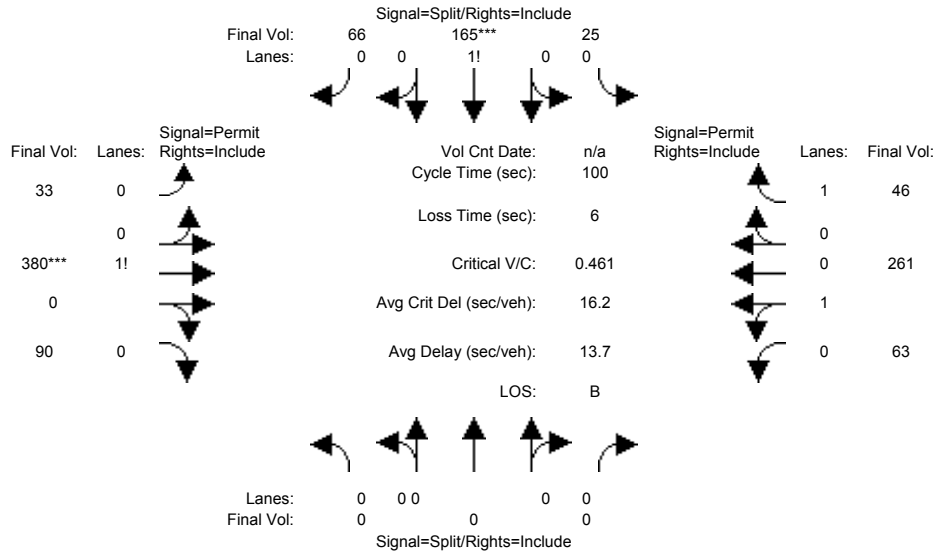 Signal=Split/Rights=Include
Final Vol: 66 165*** 25
Lanes: 0 0 1! 0 0
Signal=Permit
Final Vol: Lanes: Rights=Include
Vol Cnt Date: n/a
Signal=Permit
Rights=Include Lanes: Final Vol:
Cycle Time (sec): 100
33 0
1 46
Loss Time (sec): 6
0
0
380*** 1!
Critical V/C: 0.461
0 261
0 0
Avg Crit Del (sec/veh): 16.2
1
90 0
Avg Delay (sec/veh): 13.7
0 63
LOS: B
Lanes: 0 0 0 0 0
Final Vol: 0 0 0
Signal=Split/Rights=Include